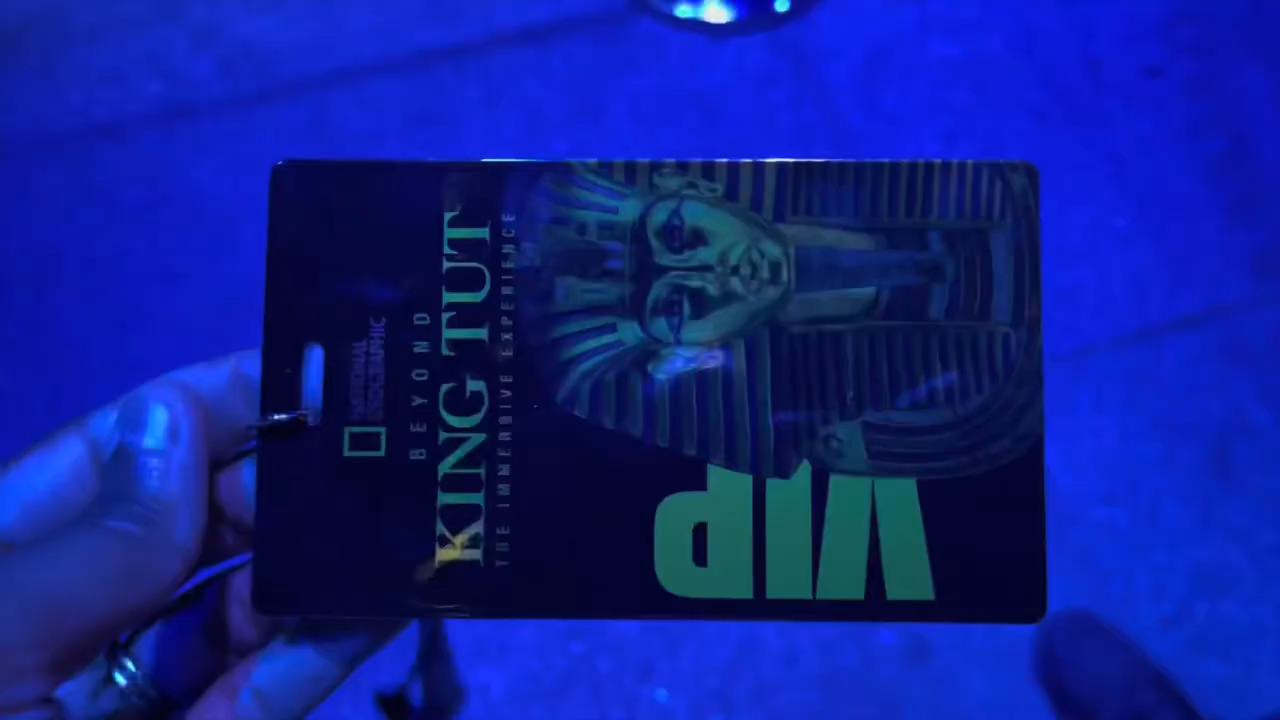 NATIONAL
GEOGRAPHIC
BEYOND
KING TUT
THE IMMERSIVE EXPERIENCE
VIP